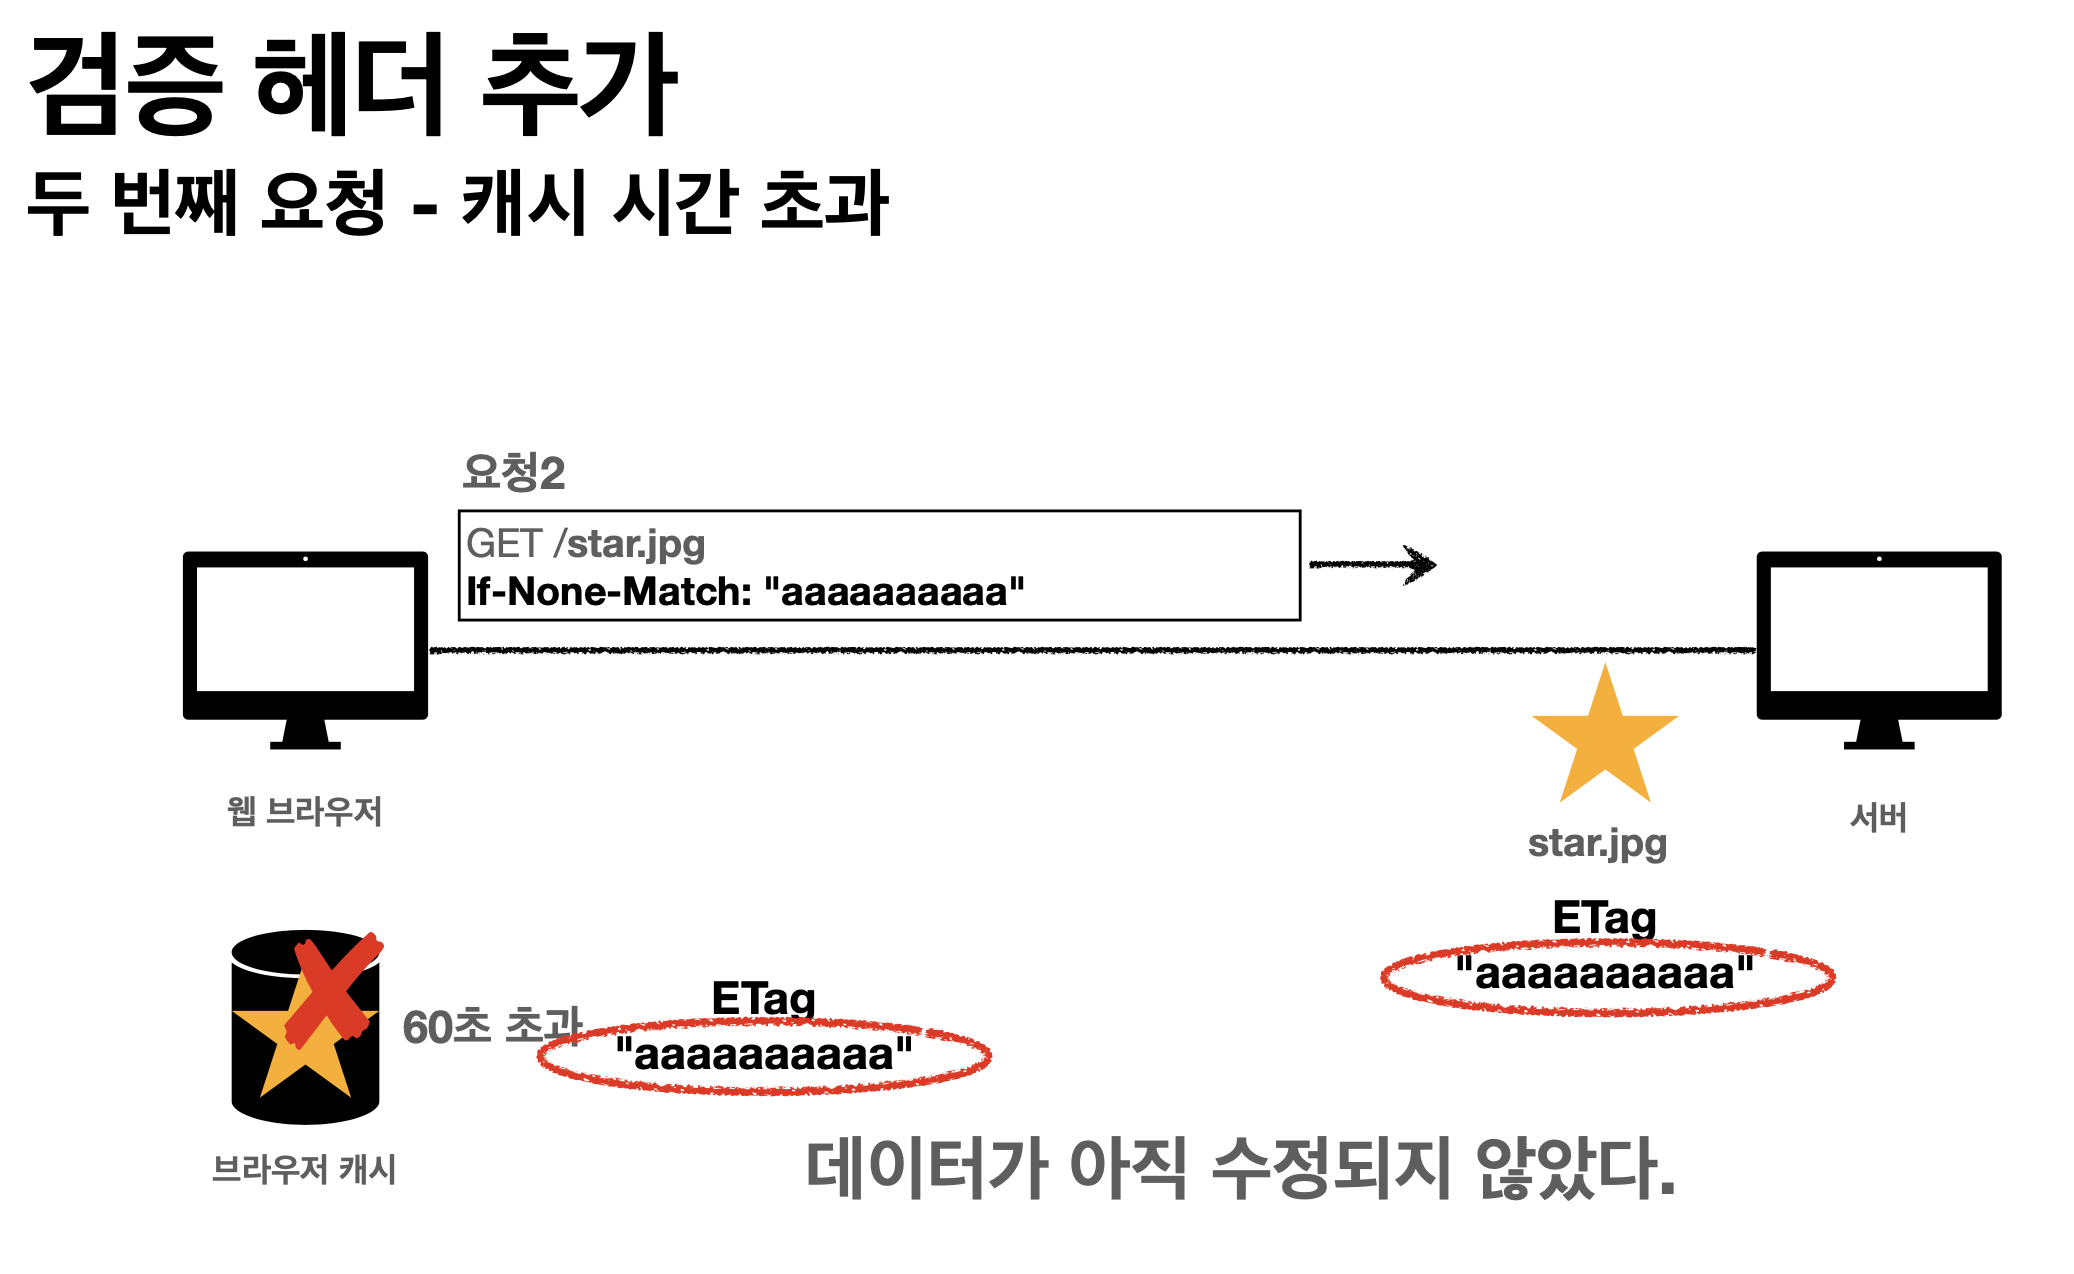 검증 헤더 추가
두 번째 요청 - 캐시 시간 초과
요청2
GET /star.jpg
If-None-Match: "aaaaaaaaaa"
웹 브라우저
서버
star.jpg
ETag
"aaaaaaaaaa"
60초 초과
ETag
"aaaaaaaaaa"
브라우저 캐시
데이터가 아직 수정되지 않았다.